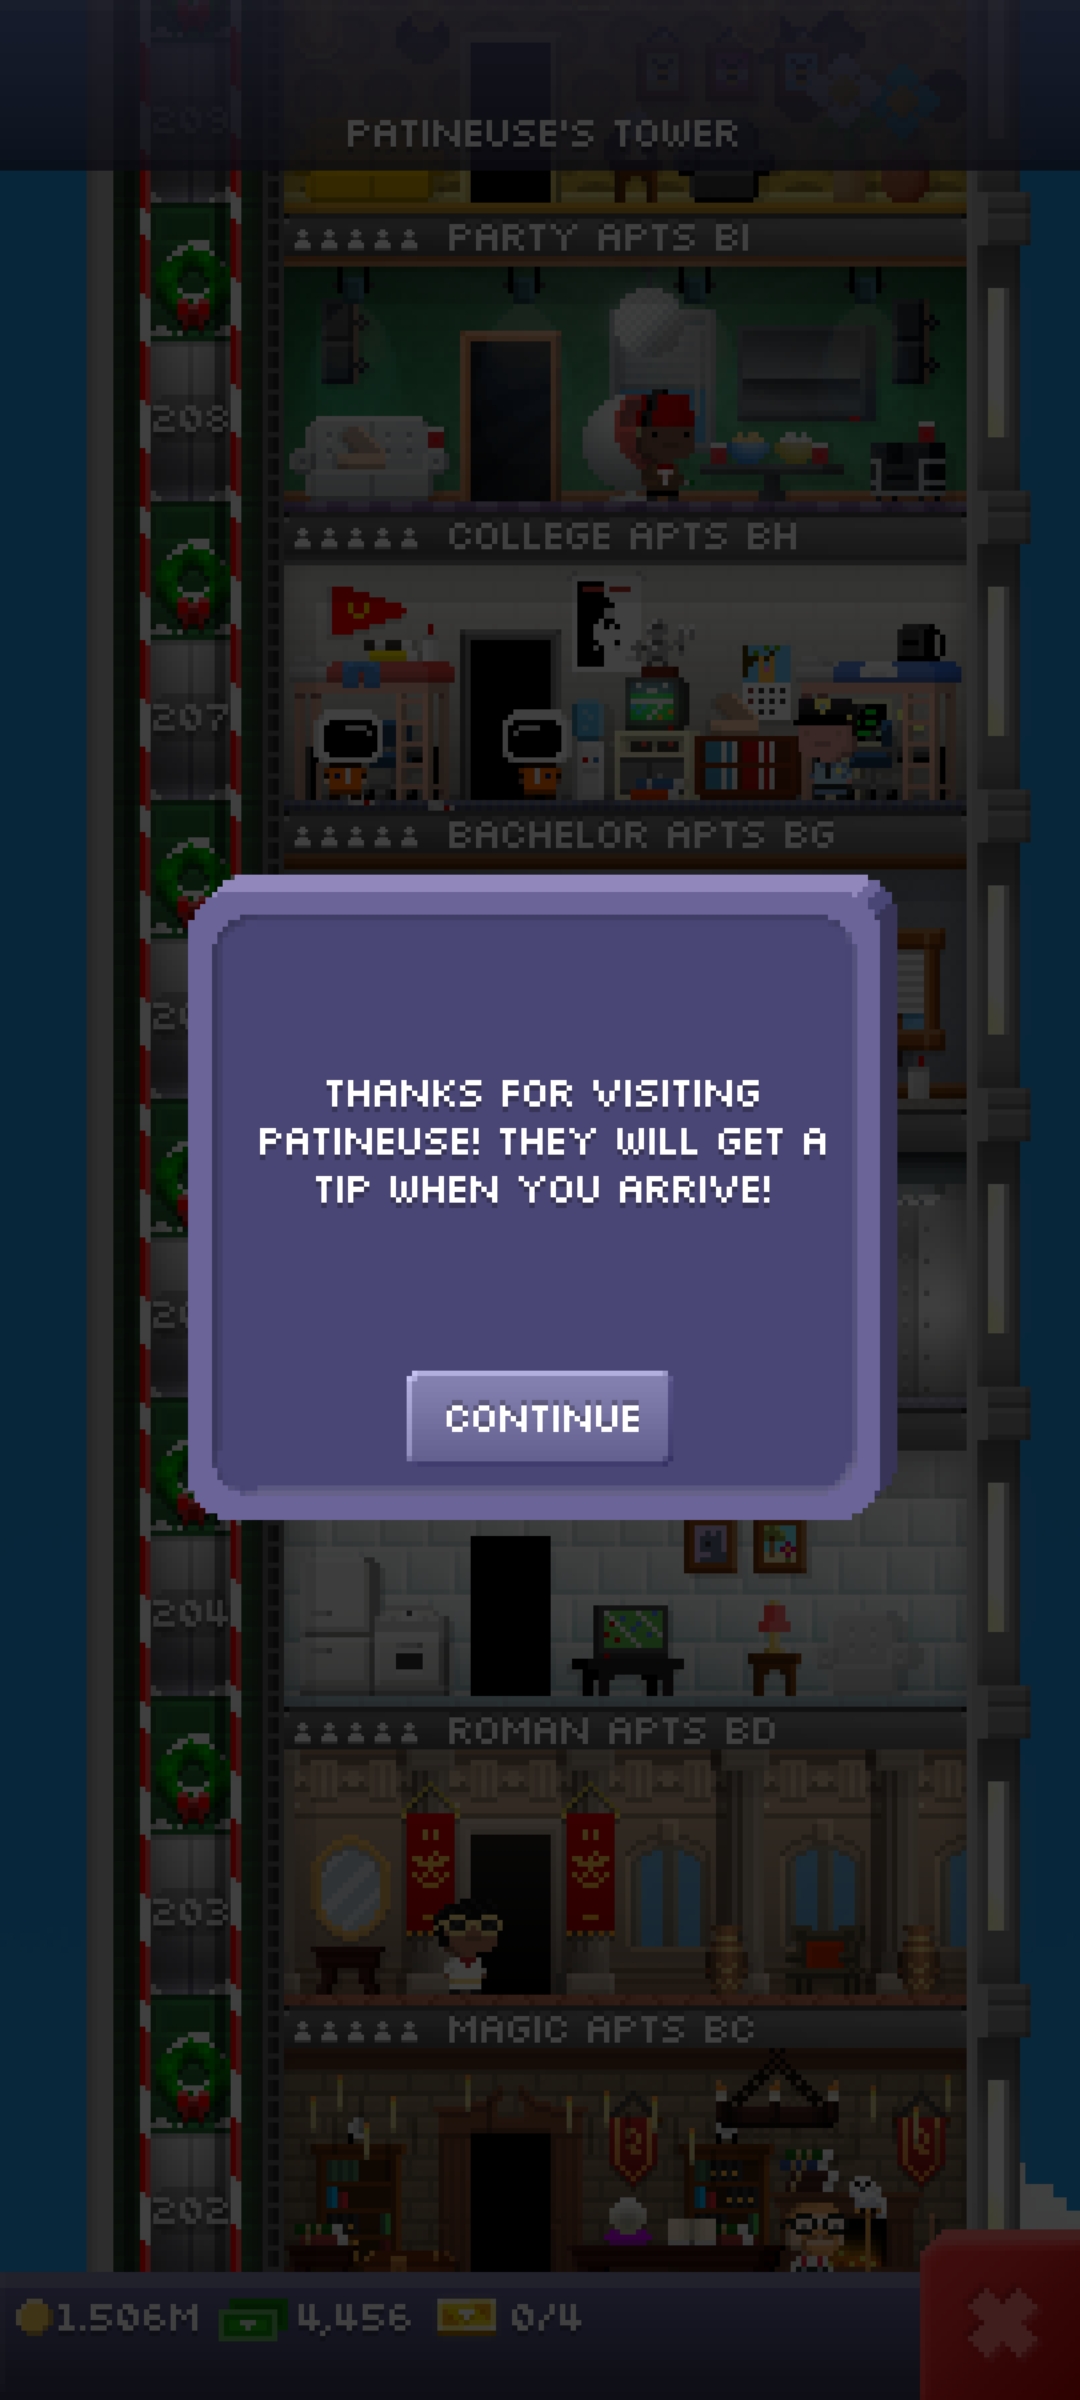 209
PATINEUSE'S TOWER
PARTY APTS BI
208
COLLEGE APTS BH
207
BACHELOR APTS BG
THANKS FOR VISITING
PATINEUSE! THEY WILL GET A
TIP WHEN YOU ARRIVE!
CONTINUE
204
ROMAN APTS BD
203
MAGIC APTS BC
202
1.506M 4,456 0/4